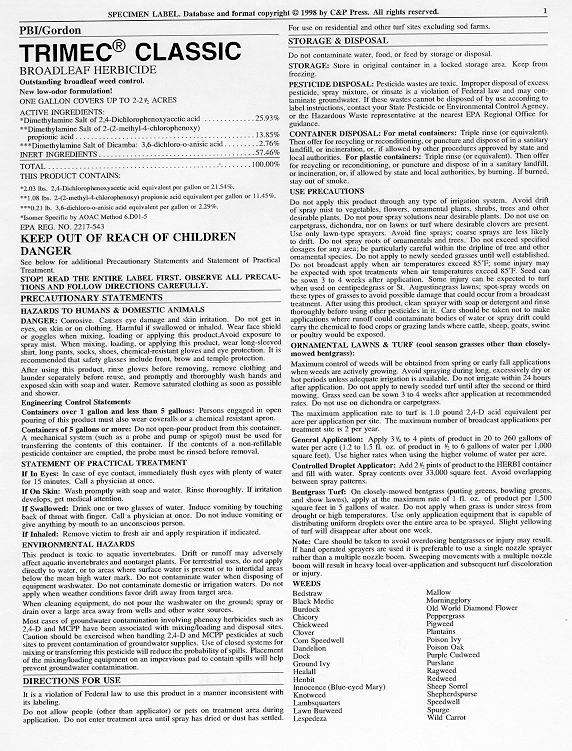 SPECIMEN LABEL. Database and format copyright © 1998 by C&P Press. All rights reserved.
1
PBI/Gordon
TRIMEC® CLASSIC
BROADLEAF HERBICIDE
Outstanding broadleaf weed control.
New low-odor formulation!
ONE GALLON COVERS UP TO 2-2½ ACRES
ACTIVE INGREDIENTS:
*Dimethylamine Salt of 2,4-Dichlorophenoxyacetic acid .............. 25.93%
**Dimethylamine Salt of 2-(2-methyl-4-chlorophenoxy)
propionic acid .............. 13.85%
***Dimethylamine Salt of Dicamba: 3,6-dichloro-o-anisic acid ........ 2.76%
INERT INGREDIENTS .............. 57.46%
TOTAL .............. 100.00%
THIS PRODUCT CONTAINS:
*2.03 lbs. 2,4-Dichlorophenoxyacetic acid equivalent per gallon or 21.54%.
**1.08 lbs. 2-(2-methyl-4-chlorophenoxy) propionic acid equivalent per gallon or 11.45%.
***0.21 lb. 3,6-dichloro-o-anisic acid equivalent per gallon or 2.29%.
*Isomer Specific by AOAC Method 6.D01-5
EPA REG. NO. 2217-543
KEEP OUT OF REACH OF CHILDREN
DANGER
See below for additional Precautionary Statements and Statement of Practical
Treatment.
STOP! READ THE ENTIRE LABEL FIRST. OBSERVE ALL PRECAU-
TIONS AND FOLLOW DIRECTIONS CAREFULLY.
PRECAUTIONARY STATEMENTS
HAZARDS TO HUMANS & DOMESTIC ANIMALS
DANGER: Corrosive. Causes eye damage and skin irritation. Do not get in
eyes, on skin or on clothing. Harmful if swallowed or inhaled. Wear face shield
or goggles when mixing, loading or applying this product.Avoid exposure to
spray mist. When mixing, loading, or applying this product, wear long-sleeved
shirt, long pants, socks, shoes, chemical-resistant gloves and eye protection. It is
recommended that safety glasses include front, brow and temple protection.
After using this product, rinse gloves before removing, remove clothing and
launder separately before reuse, and promptly and thoroughly wash hands and
exposed skin with soap and water. Remove saturated clothing as soon as possible
and shower.
Engineering Control Statements
Containers over 1 gallon and less than 5 gallons: Persons engaged in open
pouring of this product must also wear coveralls or a chemical resistant apron.
Containers of 5 gallons or more: Do not open-pour product from this container.
A mechanical system (such as a probe and pump or spigot) must be used for
transferring the contents of this container. If the contents of a non-refillable
pesticide container are emptied, the probe must be rinsed before removal.
STATEMENT OF PRACTICAL TREATMENT
If In Eyes: In case of eye contact, immediately flush eyes with plenty of water
for 15 minutes. Call a physician at once.
If On Skin: Wash promptly with soap and water. Rinse thoroughly. If irritation
develops, get medical attention.
If Swallowed: Drink one or two glasses of water. Induce vomiting by touching
back of throat with finger. Call a physician at once. Do not induce vomiting or
give anything by mouth to an unconscious person.
If Inhaled: Remove victim to fresh air and apply respiration if indicated.
ENVIRONMENTAL HAZARDS
This product is toxic to aquatic invertebrates. Drift or runoff may adversely
affect aquatic invertebrates and nontarget plants. For terrestrial uses, do not apply
directly to water, or to areas where surface water is present or to intertidal areas
below the mean high water mark. Do not contaminate water when disposing of
equipment washwater. Do not contaminate domestic or irrigation waters. Do not
apply when weather conditions favor drift away from target area.
When cleaning equipment, do not pour the washwater on the ground; spray or
drain over a large area away from wells and other water sources.
Most cases of groundwater contamination involving phenoxy herbicides such as
2,4-D and MCPP have been associated with mixing/loading and disposal sites.
Caution should be exercised when handling 2,4-D and MCPP pesticides at such
sites to prevent contamination of groundwater supplies. Use of closed systems for
mixing or transferring this pesticide will reduce the probability of spills. Placement
of the mixing/loading equipment on an impervious pad to contain spills will help
prevent groundwater contamination.
DIRECTIONS FOR USE
It is a violation of Federal law to use this product in a manner inconsistent with
its labeling.
Do not allow people (other than applicator) or pets on treatment area during
application. Do not enter treatment area until spray has dried or dust has settled.
For use on residential and other turf sites excluding sod farms.
STORAGE & DISPOSAL
Do not contaminate water, food, or feed by storage or disposal.
STORAGE: Store in original container in a locked storage area. Keep from
freezing.
PESTICIDE DISPOSAL: Pesticide wastes are toxic. Improper disposal of excess
pesticide, spray mixture, or rinsate is a violation of Federal law and may con-
taminate groundwater. If these wastes cannot be disposed of by use according to
label instructions, contact your State Pesticide or Environmental Control Agency,
or the Hazardous Waste representative at the nearest EPA Regional Office for
guidance.
CONTAINER DISPOSAL: For metal containers: Triple rinse (or equivalent).
Then offer for recycling or reconditioning, or puncture and dispose of in a sanitary
landfill, or incineration, or, if allowed by other procedures approved by state and
local authorities. For plastic containers: Triple rinse (or equivalent). Then offer
for recycling or reconditioning, or puncture and dispose of in a sanitary landfill,
or incineration, or, if allowed by state and local authorities, by burning. If burned,
stay out of smoke.
USE PRECAUTIONS
Do not apply this product through any type of irrigation system. Avoid drift
of spray mist to vegetables, flowers, ornamental plants, shrubs, trees and other
desirable plants. Do not pour spray solutions near desirable plants. Do not use on
carpetgrass, dichondra, nor on lawns or turf where desirable clovers are present.
Use only lawn-type sprayers. Avoid fine sprays; coarse sprays are less likely
to drift. Do not spray roots of ornamentals and trees. Do not exceed specified
dosages for any area; be particularly careful within the dripline of tree and other
ornamental species. Do not apply to newly seeded grasses until well established.
Do not broadcast apply when air temperatures exceed 85°F; some injury may
be expected with spot treatments when air temperatures exceed 85°F. Seed can
be sown 3 to 4 weeks after application. Some injury can be expected to turf
when used on centipedegrass or St. Augustinegrass lawns; spot-spray weeds on
these types of grasses to avoid possible damage that could occur from a broadcast
treatment. After using this product, clean sprayer with soap or detergent and rinse
thoroughly before using other pesticides in it. Care should be taken not to make
applications where runoff could contaminate bodies of water or spray drift could
carry the chemical to food crops or grazing lands where cattle, sheep, goats, swine
or poultry would be exposed.
ORNAMENTAL LAWNS & TURF (cool season grasses other than closely-
mowed bentgrass):
Maximum control of weeds will be obtained from spring or early fall applications
when weeds are actively growing. Avoid spraying during long, excessively dry or
hot periods unless adequate irrigation is available. Do not irrigate within 24 hours
after application. Do not apply to newly seeded turf until after the second or third
mowing. Grass seed can be sown 3 to 4 weeks after application at recommended
rates. Do not use on dichondra or carpetgrass.
The maximum application rate to turf is 1.0 pound 2,4-D acid equivalent per
acre per application per site. The maximum number of broadcast applications per
treatment site is 2 per year.
General Application: Apply 3¼ to 4 pints of product in 20 to 260 gallons of
water per acre (1.2 to 1.5 fl. oz. of product in ½ to 6 gallons of water per 1,000
square feet). Use higher rates when using the higher volume of water per acre.
Controlled Droplet Applicator: Add 2½ pints of product to the HERBI container
and fill with water. Spray contents over 33,000 square feet. Avoid overlapping
between spray patterns.
Bentgrass Turf: On closely-mowed bentgrass (putting greens, bowling greens,
and show lawns), apply at the maximum rate of 1 fl. oz. of product per 1,500
square feet in 5 gallons of water. Do not apply when grass is under stress from
drought or high temperatures. Use only application equipment that is capable of
distributing uniform droplets over the entire area to be sprayed. Slight yellowing
of turf will disappear after about one week.
Note: Care should be taken to avoid overdosing bentgrasses or injury may result.
If hand operated sprayers are used it is preferable to use a single nozzle sprayer
rather than a multiple nozzle boom. Sweeping movements with a multiple nozzle
boom will result in heavy local over-application and subsequent turf discoloration
or injury.
WEEDS
Bedstraw
Black Medic
Burdock
Chicory
Chickweed
Clover
Corn Speedwell
Dandelion
Dock
Ground Ivy
Healall
Henbit
Innocence (Blue-eyed Mary)
Knotweed
Lambsquarters
Lawn Burweed
Lespedeza
Mallow
Morningglory
Old World Diamond Flower
Peppergrass
Pigweed
Plantains
Poison Ivy
Poison Oak
Purple Cudweed
Purslane
Ragweed
Redweed
Sheep Sorrel
Shepherdspurse
Speedwell
Spurge
Wild Carrot